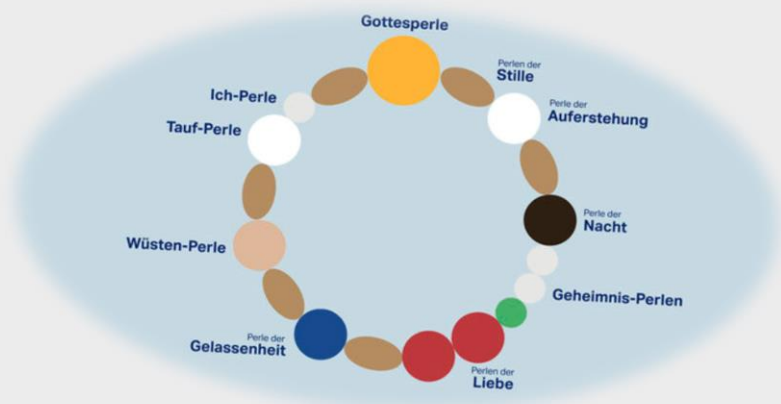 Gottesperle
Perlen der
Stille
Perle der
Auferstehung
Ich-Perle
Tauf-Perle
Perle der
Nacht
Wüsten-Perle
Geheimnis-Perlen
Perle der
Gelassenheit
Perlen der
Liebe